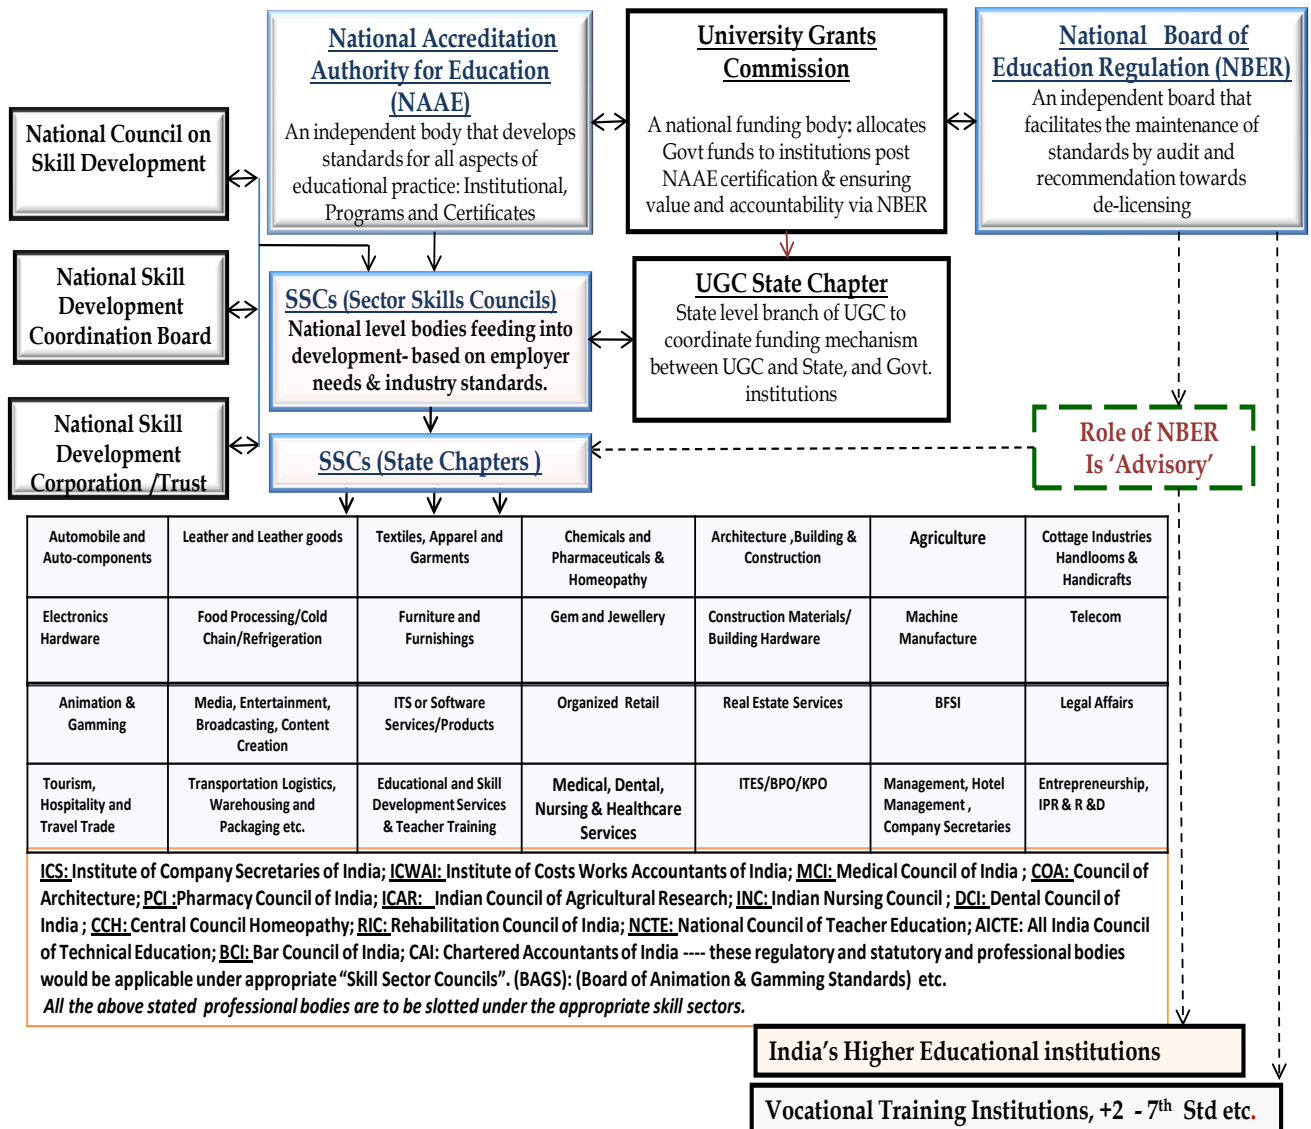 National Accreditation
Authority for Education
(NAAE)
An independent body that develops
standards for all aspects of
educational practice: Institutional,
Programs and Certificates
University Grants
Commission
A national funding body: allocates
Govt funds to institutions post
NAAE certification & ensuring
value and accountability via NBER
National Board of
Education Regulation (NBER)
An independent board that
facilitates the maintenance of
standards by audit and
recommendation towards
de-licensing
National Council on
Skill Development
National Skill
Development
Coordination Board
National Skill
Development
Corporation /Trust
SSCs (Sector Skills Councils)
National level bodies feeding into
development- based on employer
needs & industry standards.
UGC State Chapter
State level branch of UGC to
coordinate funding mechanism
between UGC and State, and Govt.
institutions
SSCs (State Chapters )
Role of NBER
Is ‘Advisory’
Automobile and
Auto-components
Leather and Leather goods
Textiles, Apparel and
Garments
Chemicals and
Pharmaceuticals &
Homeopathy
Architecture ,Building &
Construction
Agriculture
Cottage Industries
Handlooms &
Handicrafts
Electronics
Hardware
Food Processing/Cold
Chain/Refrigeration
Furniture and
Furnishings
Gem and Jewellery
Construction Materials/
Building Hardware
Machine
Manufacture
Telecom
Animation &
Gamming
Media, Entertainment,
Broadcasting, Content
Creation
ITS or Software
Services/Products
Organized Retail
Real Estate Services
BFSI
Legal Affairs
Tourism,
Hospitality and
Travel Trade
Transportation Logistics,
Warehousing and
Packaging etc.
Educational and Skill
Development Services
& Teacher Training
Medical, Dental,
Nursing & Healthcare
Services
ITES/BPO/KPO
Management, Hotel
Management ,
Company Secretaries
Entrepreneurship,
IPR & R &D
ICS: Institute of Company Secretaries of India; ICWAI: Institute of Costs Works Accountants of India; MCI: Medical Council of India ; COA: Council of
Architecture; PCI :Pharmacy Council of India; ICAR: Indian Council of Agricultural Research; INC: Indian Nursing Council ; DCI: Dental Council of
India ; CCH: Central Council Homeopathy; RIC: Rehabilitation Council of India; NCTE: National Council of Teacher Education; AICTE: All India Council
of Technical Education; BCI: Bar Council of India; CAI: Chartered Accountants of India ---- these regulatory and statutory and professional bodies
would be applicable under appropriate “Skill Sector Councils”. (BAGS): (Board of Animation & Gamming Standards) etc.
All the above stated professional bodies are to be slotted under the appropriate skill sectors.
India’s Higher Educational institutions
Vocational Training Institutions, +2 - 7th Std etc.